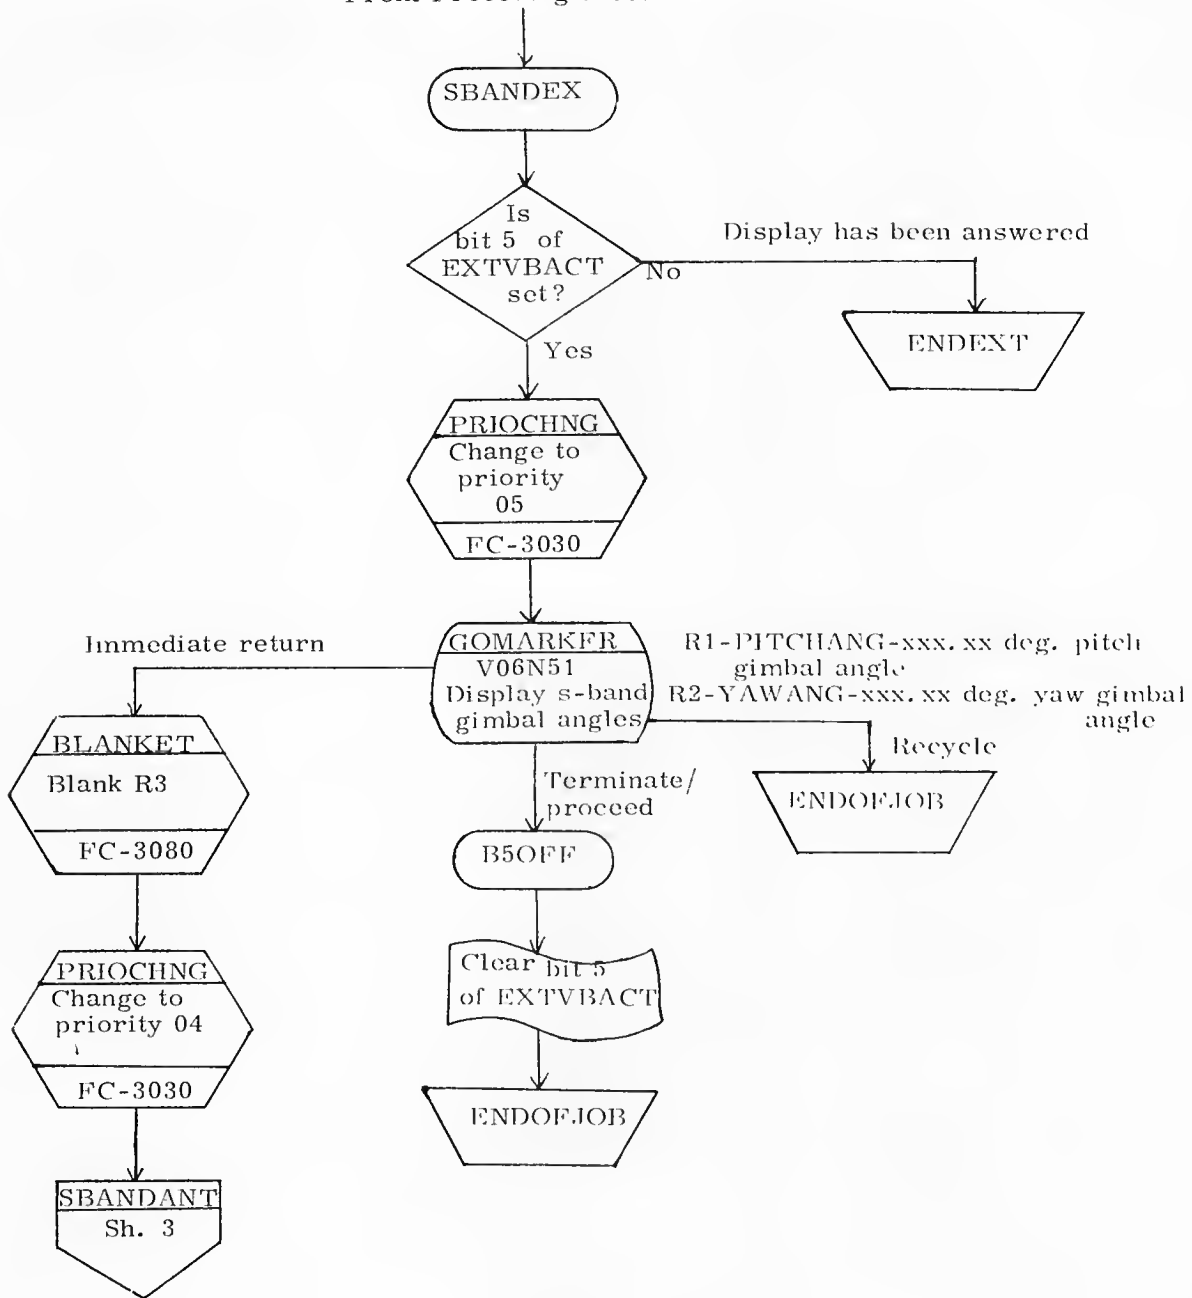 SBANDEX
Is
bit 5 of
EXTVBACT
set?
No
Display has been answered
ENDEXT
Yes
PRIOCHNG
Change to
priority
05
FC-3030
Immediate return
GOMARKFR
V06N51
Display s-band
gimbal angles
R1-PITCHANG-xxx.xx deg. pitch
gimbal angle
R2-YAWANG-xxx.xx deg. yaw gimbal
angle
Recycle
ENDOFJOB
BLANKET
Blank R3
FC-3080
Terminate/
proceed
B5OFF
PRIOCHNG
Change to
priority 04
FC-3030
Clear bit 5
of EXTVBACT
ENDOFJOB
SBANDANT
Sh. 3